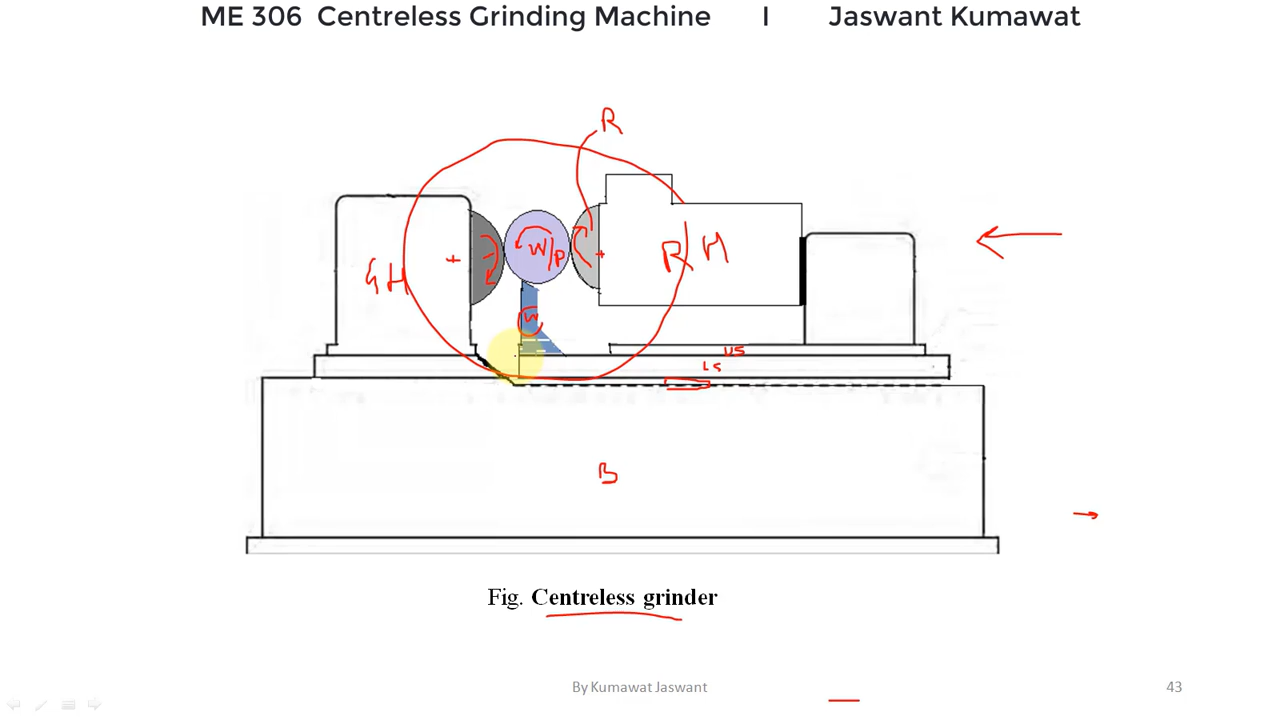 ME 306 Centreless Grinding Machine I Jaswant Kumawat
R
GH
W/P
R/H
W
US
LS
B
Fig. Centreless grinder
By Kumawat Jaswant
43